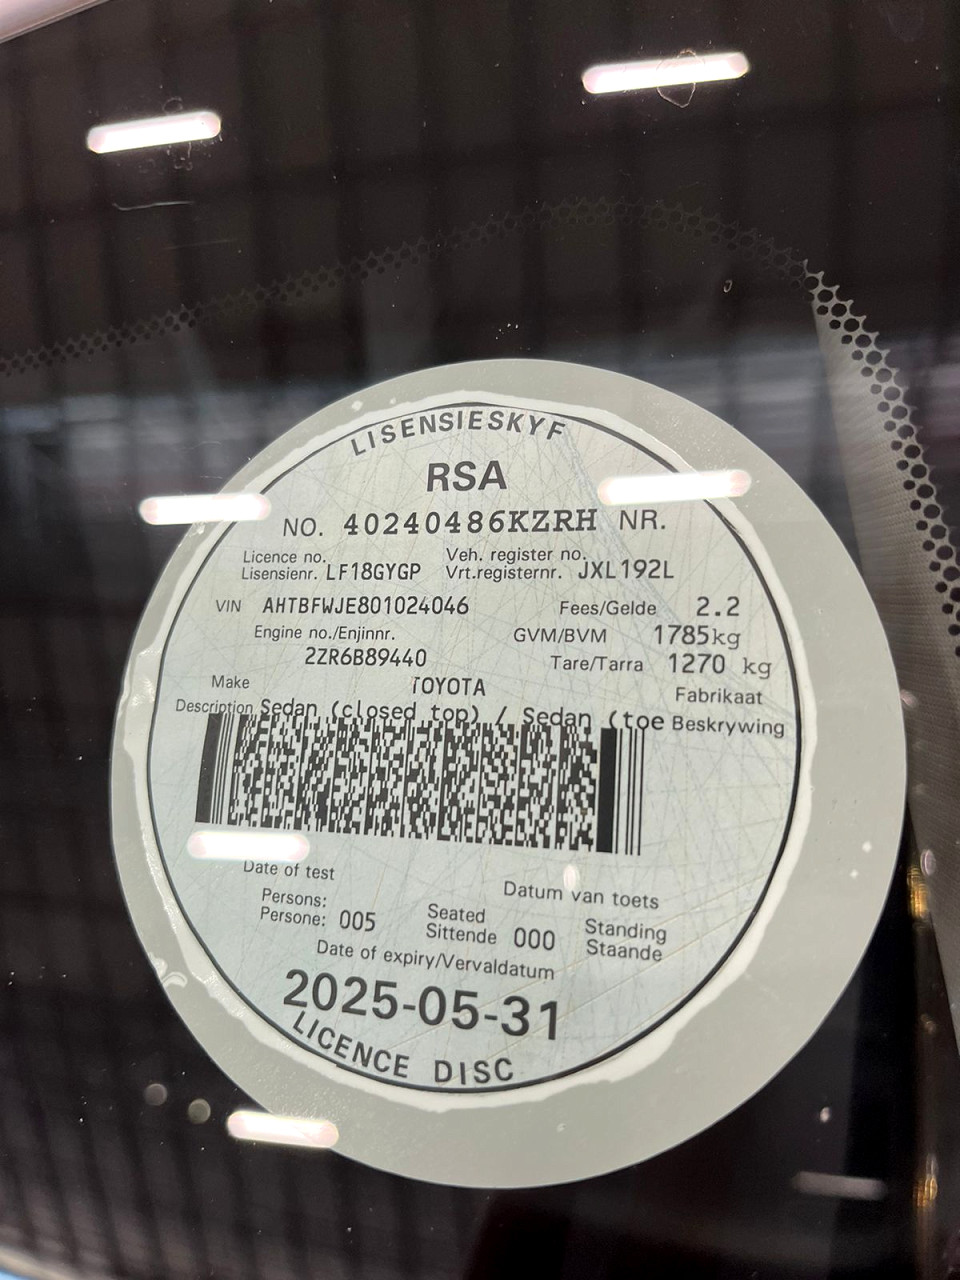 LISENSIESKYF
RSA
NO. 40240486KZRH NR.
Licence no. Veh. register no.
Lisensienr. LF18GYGP Vrt.registernr. JXL192L
VIN AHTBFWJE801024046 Fees/Gelde 2.2
Engine no./Enjinnr. GVM/BVM 1785kg
2ZR6B89440 Tare/Tarra 1270 kg
Make TOYOTA Fabrikaat
Description Sedan (closed top) / Sedan (toe Beskrywing
Date of test Datum van toets
Persons: Seated Standing
Persone: 005 Sittende 000 Staande
Date of expiry/Vervaldatum
2025-05-31
LICENCE DISC